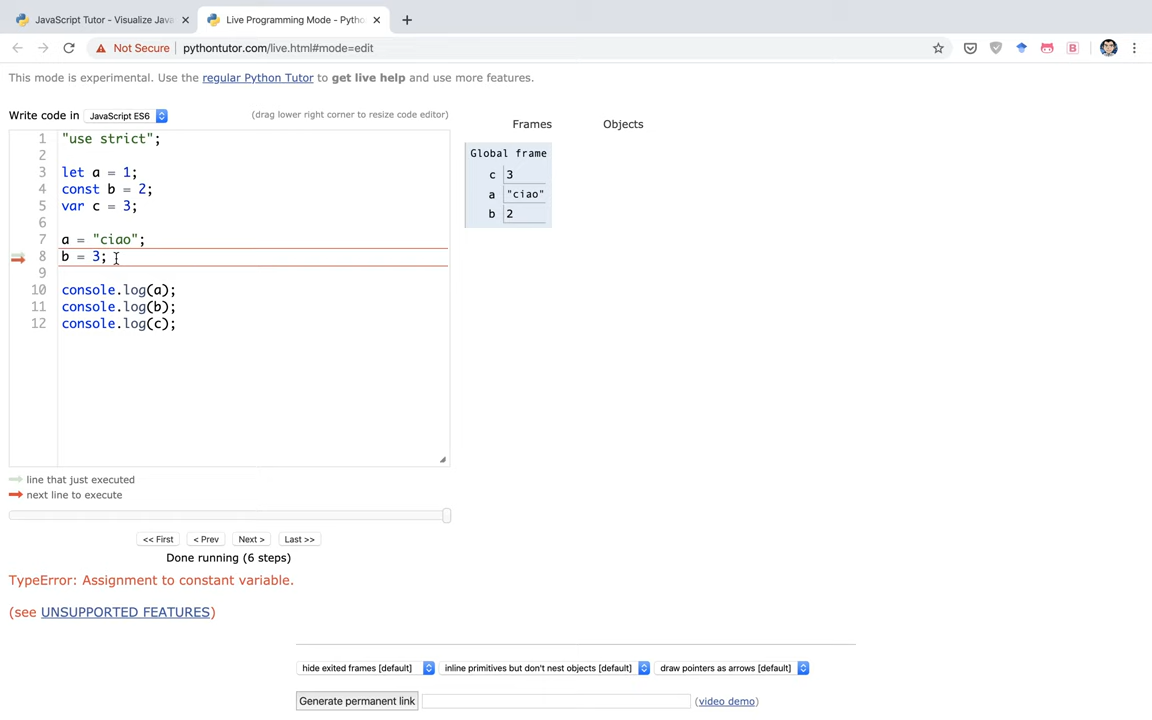 JavaScript Tutor - Visualize Java
Live Programming Mode - Pytho
Not Secure
pythontutor.com/live.html#mode=edit
B
This mode is experimental. Use the regular Python Tutor to get live help and use more features.
Write code in JavaScript ES6
(drag lower right corner to resize code editor)
Frames
Objects
1 "use strict";
2
3 let a = 1;
4 const b = 2;
5 var c = 3;
6
7 a = "ciao";
8 b = 3;
9
10 console.log(a);
11 console.log(b);
12 console.log(c);
Global frame
c 3
a "ciao"
b 2
line that just executed
next line to execute
<< First
< Prev
Next >
Last >>
Done running (6 steps)
TypeError: Assignment to constant variable.
(see UNSUPPORTED FEATURES)
hide exited frames [default]
inline primitives but don't nest objects [default]
draw pointers as arrows [default]
Generate permanent link
(video demo)